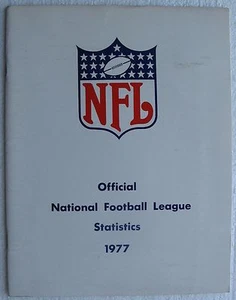 NFL
Official
National Football League
Statistics
1977